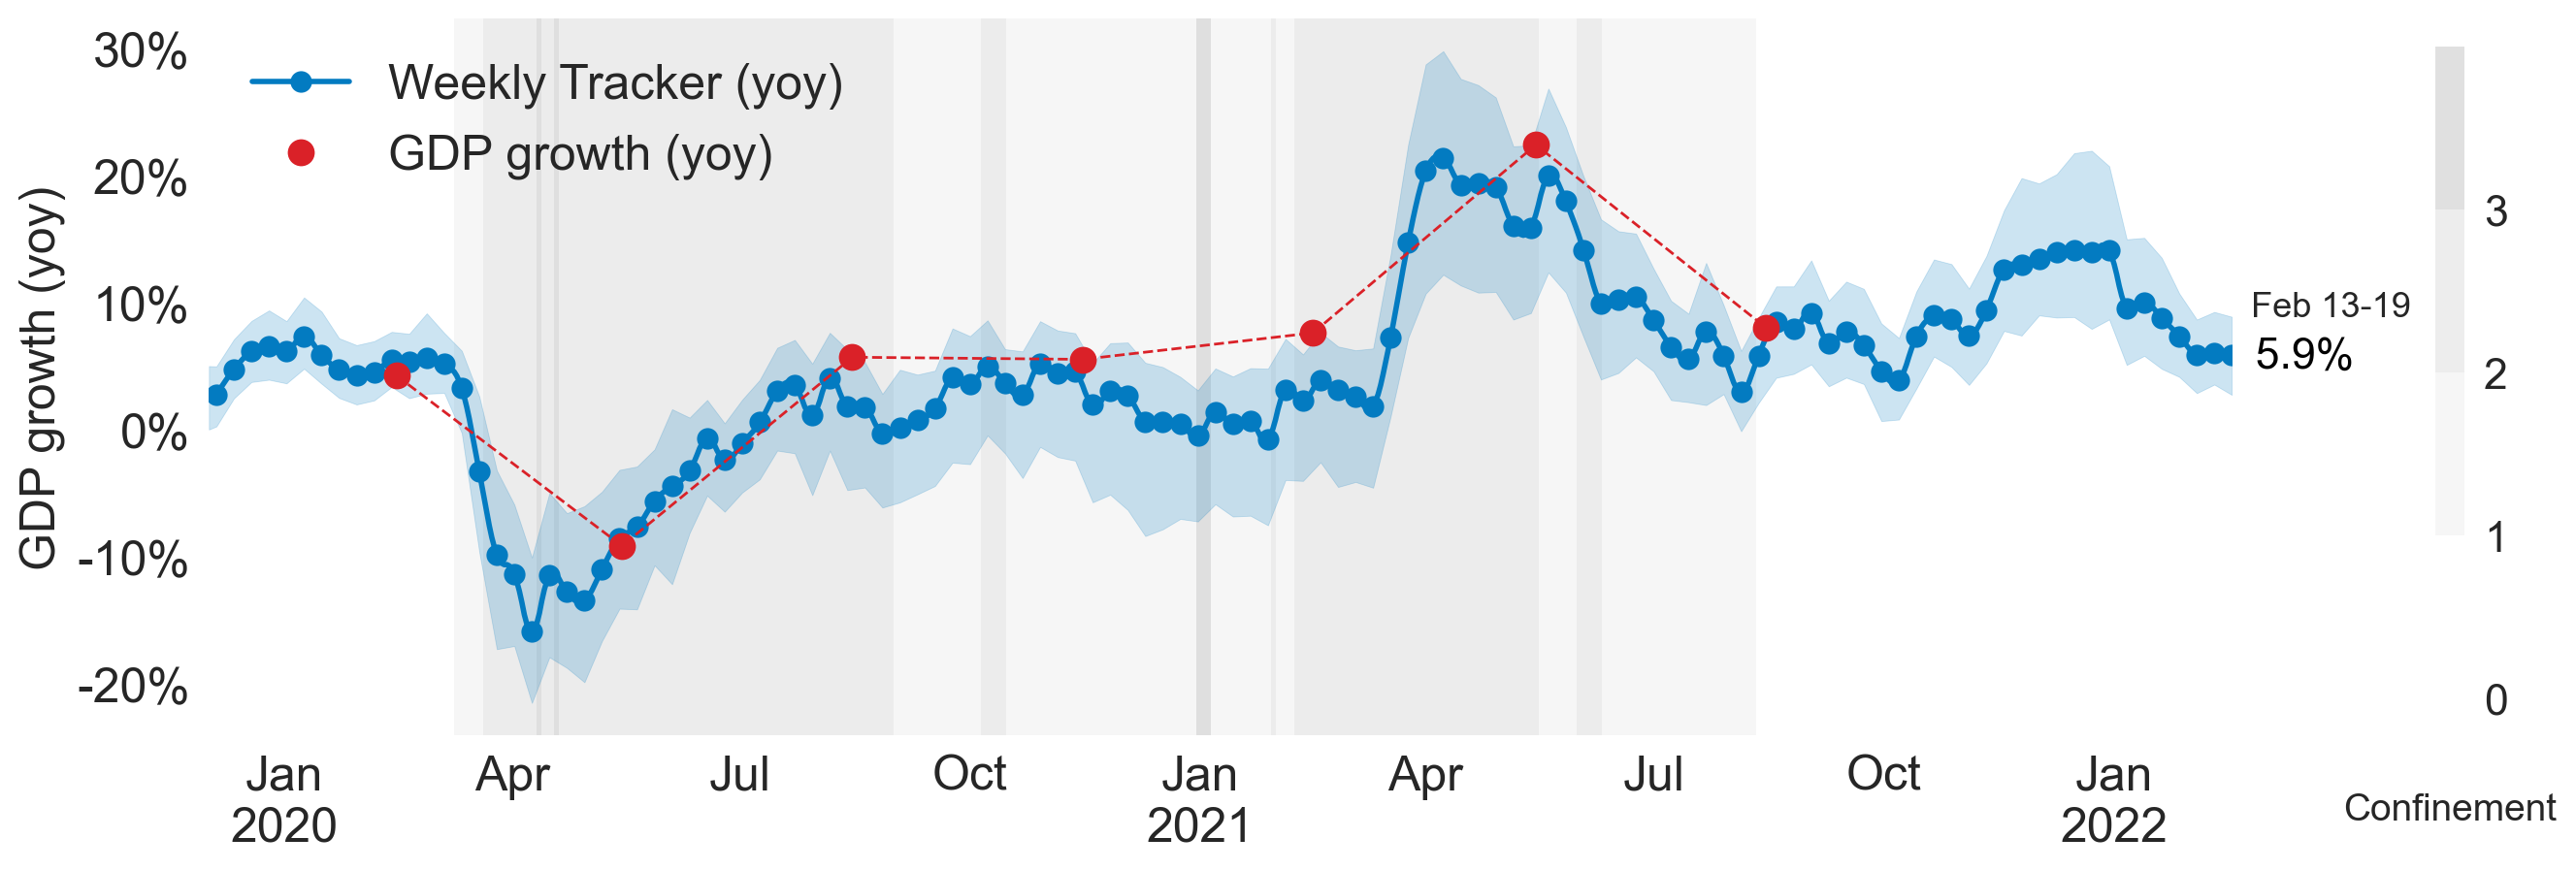 Weekly Tracker (yoy)
GDP growth (yoy)
GDP growth (yoy)
30%
20%
10%
0%
-10%
-20%
Jan
2020
Apr
Jul
Oct
Jan
2021
Apr
Jul
Oct
Jan
2022
Feb 13-19
5.9%
3
2
1
0
Confinement